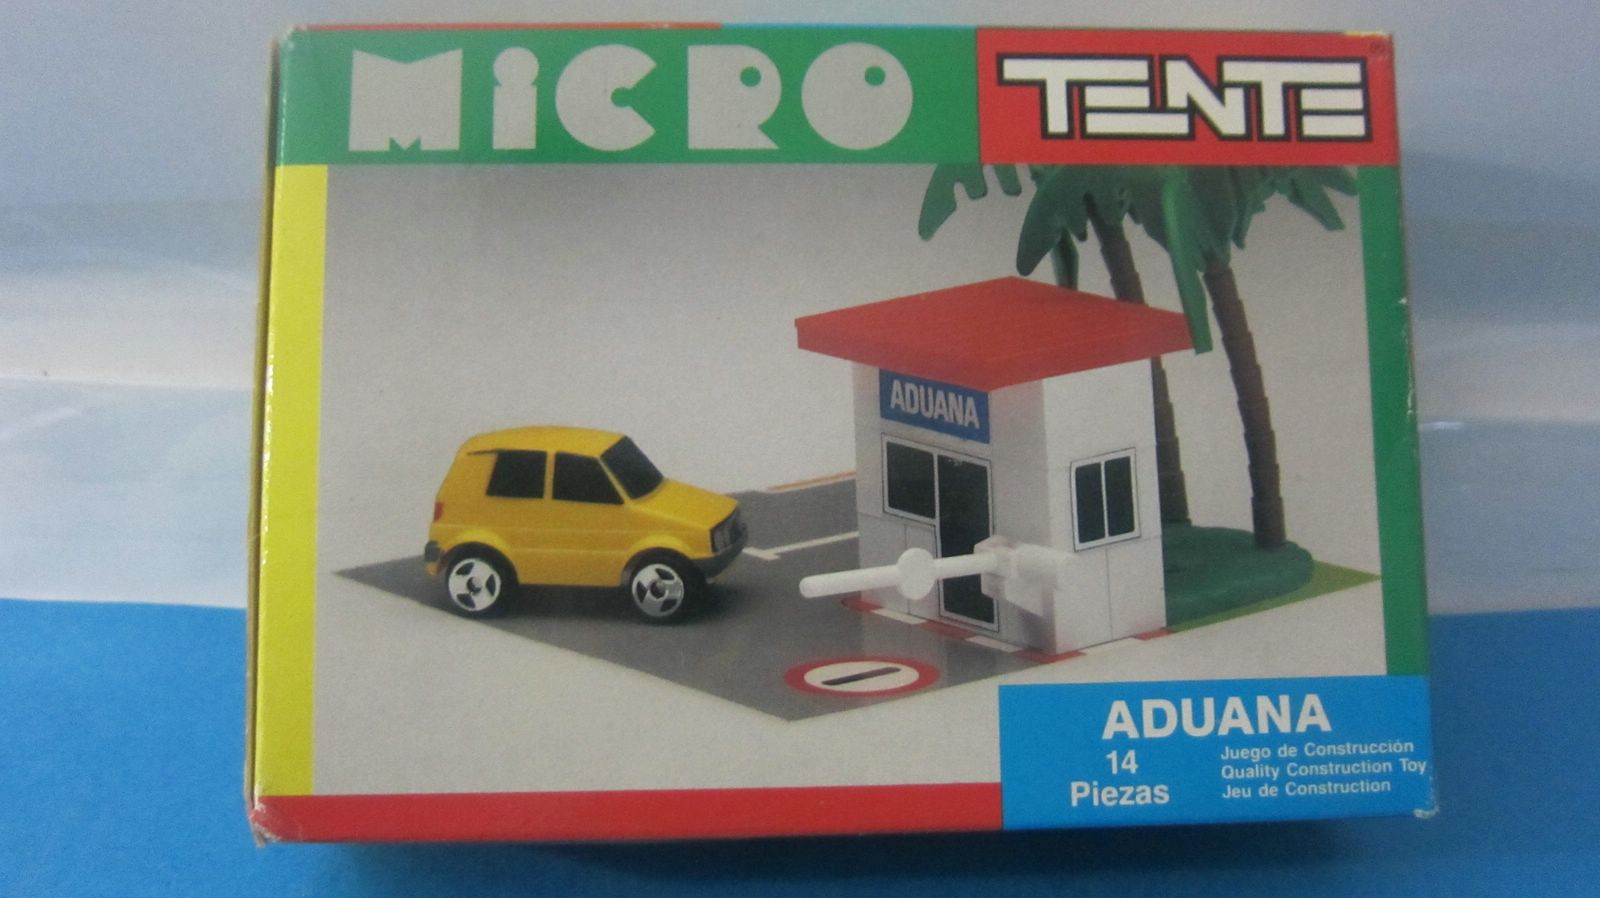 MiCRO TENTE ®
ADUANA
ADUANA
14 Piezas
Juego de Construcción
Quality Construction Toy
Jeu de Construction